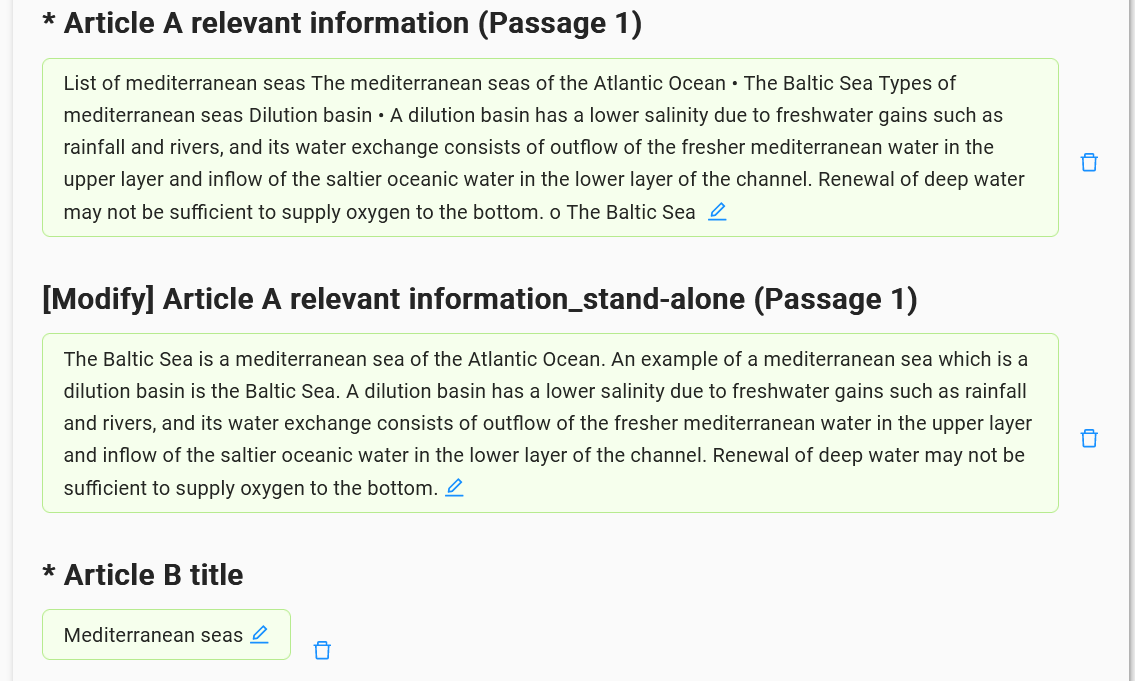 * Article A relevant information (Passage 1)
List of mediterranean seas The mediterranean seas of the Atlantic Ocean • The Baltic Sea Types of
mediterranean seas Dilution basin • A dilution basin has a lower salinity due to freshwater gains such as
rainfall and rivers, and its water exchange consists of outflow of the fresher mediterranean water in the
upper layer and inflow of the saltier oceanic water in the lower layer of the channel. Renewal of deep water
may not be sufficient to supply oxygen to the bottom. o The Baltic Sea
[Modify] Article A relevant information_stand-alone (Passage 1)
The Baltic Sea is a mediterranean sea of the Atlantic Ocean. An example of a mediterranean sea which is a
dilution basin is the Baltic Sea. A dilution basin has a lower salinity due to freshwater gains such as rainfall
and rivers, and its water exchange consists of outflow of the fresher mediterranean water in the upper layer
and inflow of the saltier oceanic water in the lower layer of the channel. Renewal of deep water may not be
sufficient to supply oxygen to the bottom.
* Article B title
Mediterranean seas